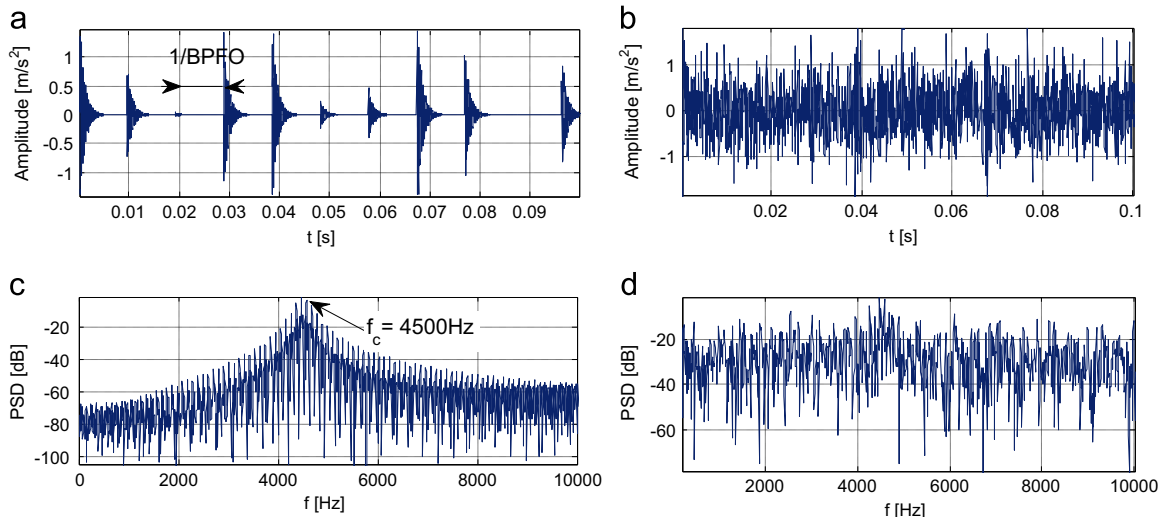 a
Amplitude [m/s²]
1
0.5
0
-0.5
-1
1/BPFO
0.01 0.02 0.03 0.04 0.05 0.06 0.07 0.08 0.09
t [s]
b
Amplitude [m/s²]
1
0
-1
0.02 0.04 0.06 0.08 0.1
t [s]
c
PSD [dB]
-20
-40
-60
-80
-100
f_c = 4500Hz
0 2000 4000 6000 8000 10000
f [Hz]
d
PSD [dB]
-20
-40
-60
2000 4000 6000 8000 10000
f [Hz]